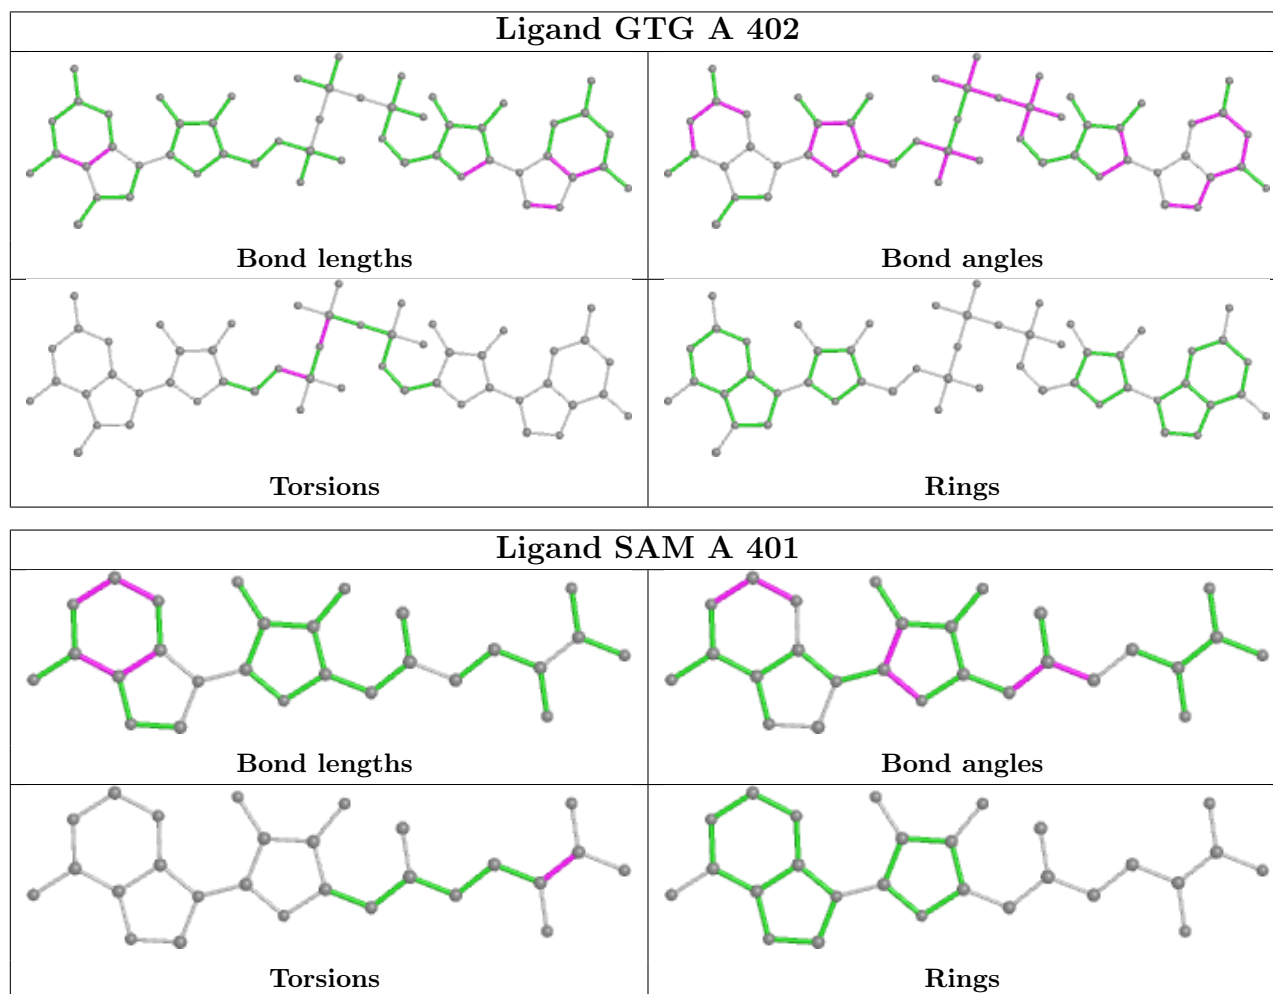 Ligand GTG A 402
Bond lengths
Bond angles
Torsions
Rings
Ligand SAM A 401
Bond lengths
Bond angles
Torsions
Rings